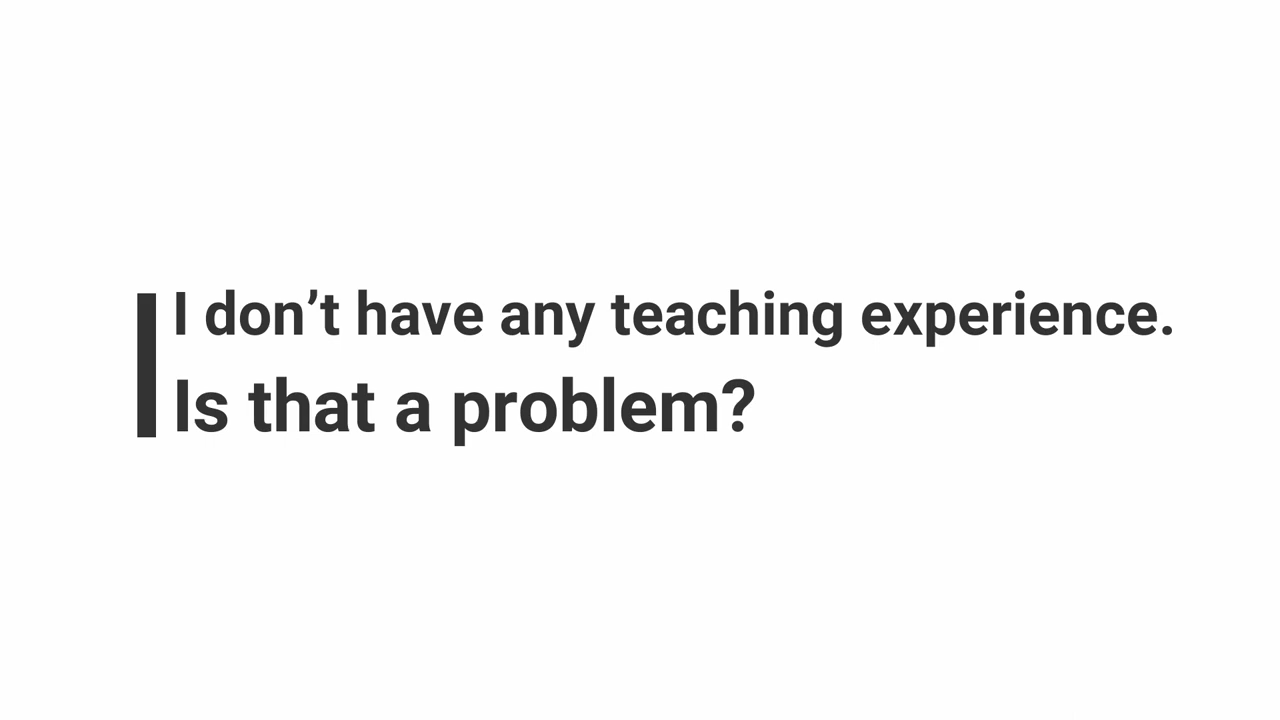 I don’t have any teaching experience.
Is that a problem?